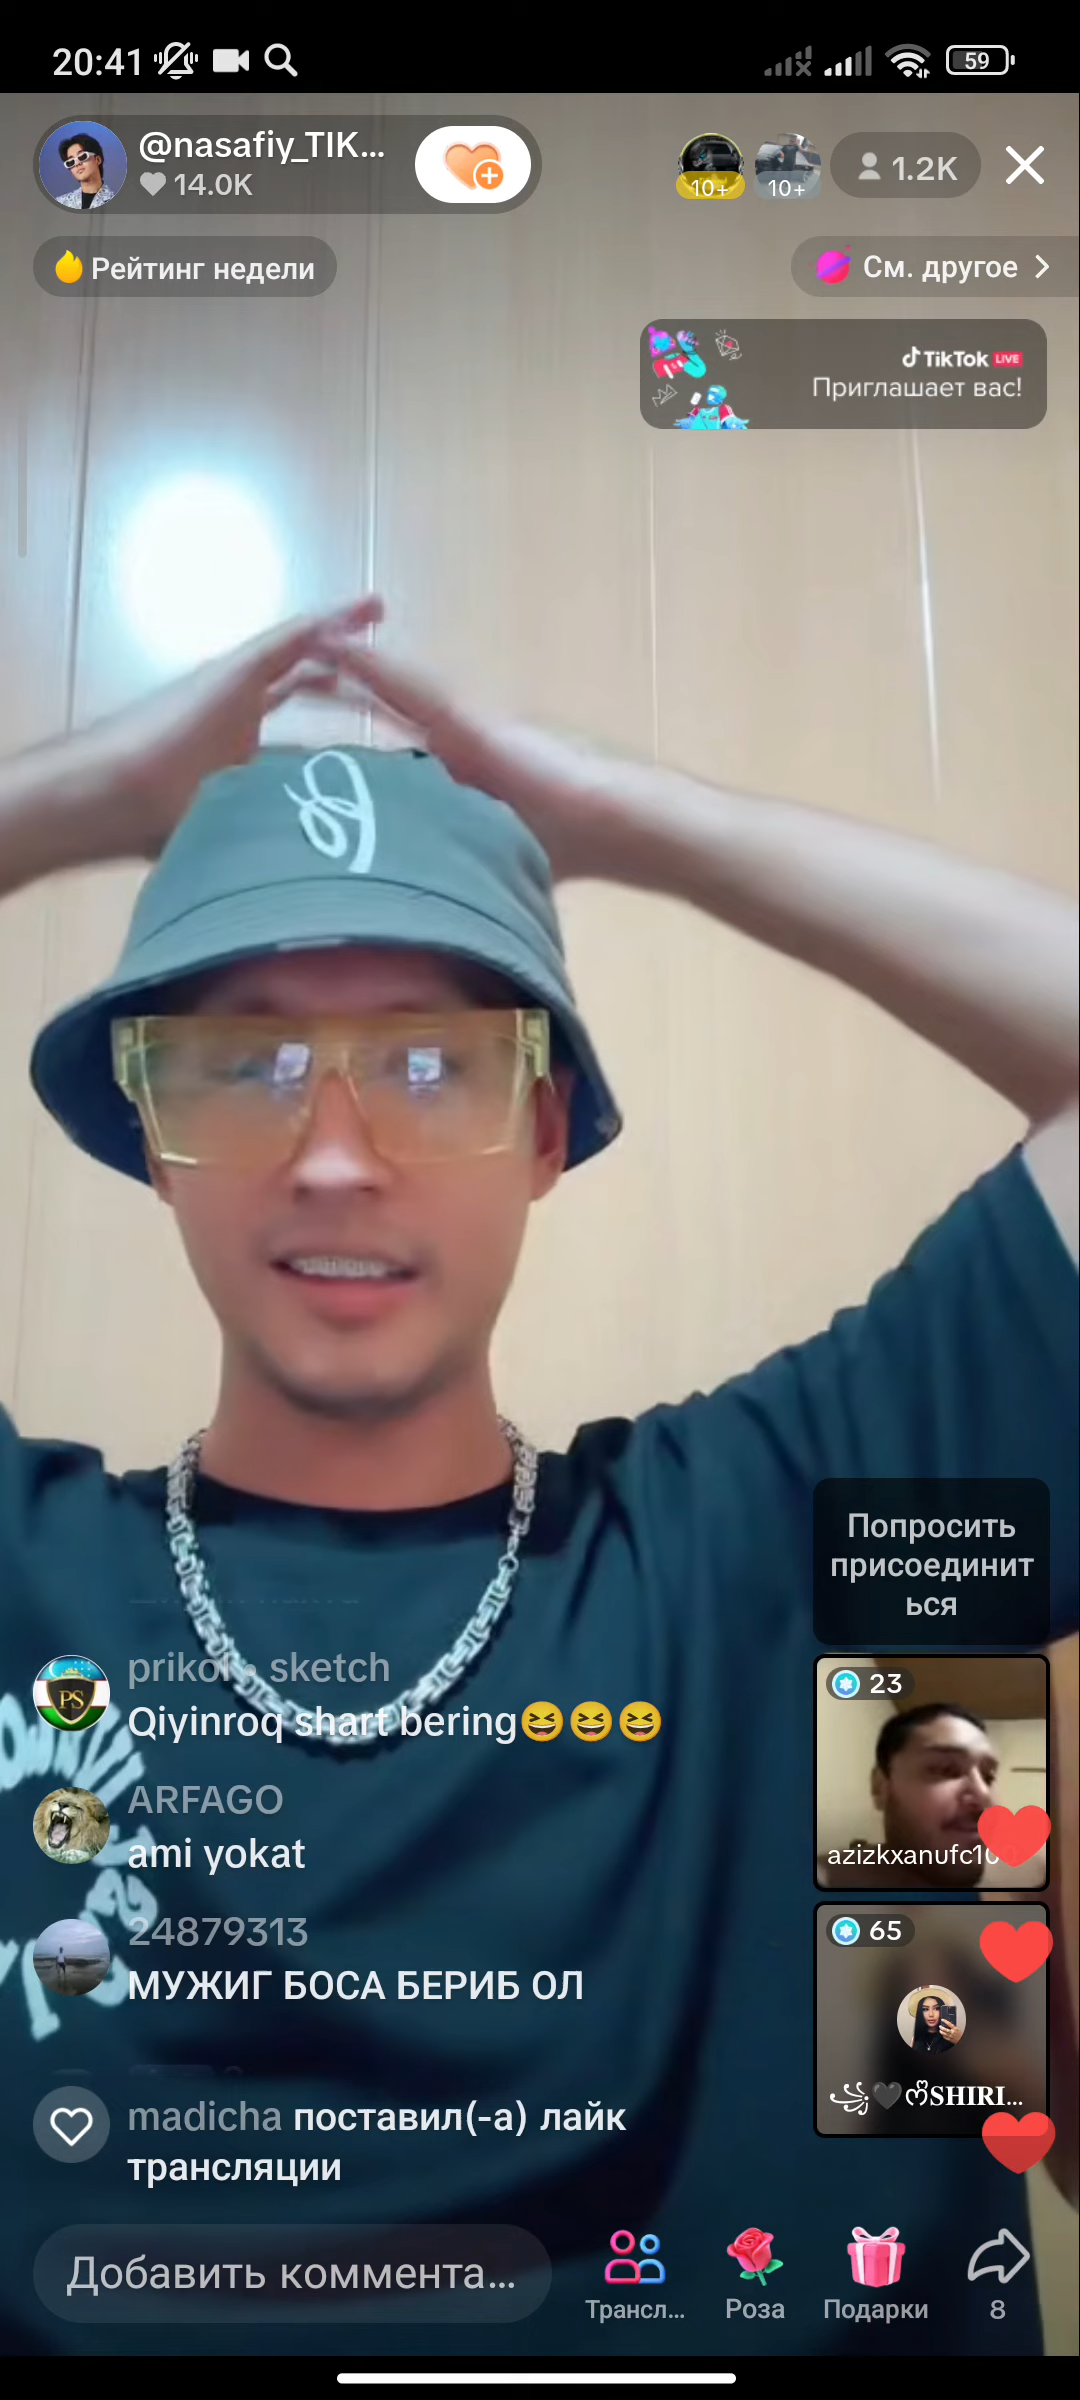 20:41
59
@nasafiy_TIK...
14.0K
10+
10+
1.2K
Рейтинг недели
См. другое
TikTok LIVE
Приглашает вас!
Попросить
присоединит
ься
prikol • sketch
PS
Qiyinroq shart bering😆😆😆
23
ARFAGO
ami yokat
azizkxanufc10
24879313
65
МУЖИГ БОСА БЕРИБ ОЛ
꧁🖤ო̃SHIRI...
madicha поставил(-а) лайк
трансляции
Добавить коммента...
Трансл...
Роза
Подарки
8